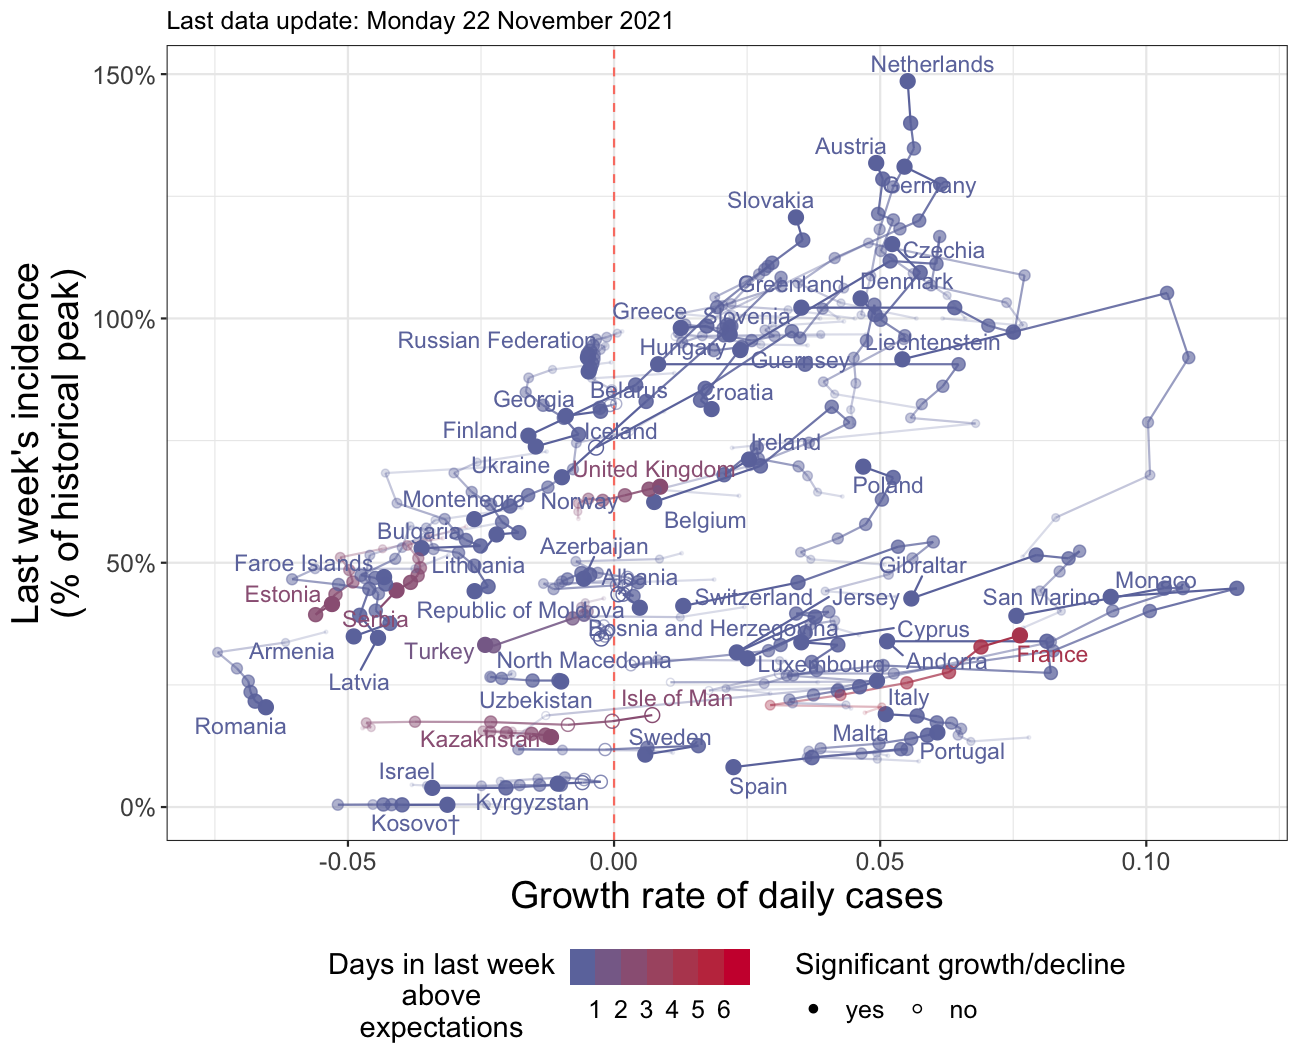 Last data update: Monday 22 November 2021
Last week's incidence
(% of historical peak)
150%
100%
50%
0%
Netherlands
Austria
Germany
Slovakia
Czechia
Greenland
Denmark
Greece
Slovenia
Russian Federation
Hungary
Liechtenstein
Guernsey
Belarus
Croatia
Georgia
Finland
Iceland
Ireland
Ukraine
United Kingdom
Poland
Montenegro
Norway
Belgium
Bulgaria
Azerbaijan
Faroe Islands
Lithuania
Albania
Gibraltar
Monaco
Estonia
Switzerland
Jersey
San Marino
Serbia
Republic of Moldova
Bosnia and Herzegovina
Cyprus
Armenia
Turkey
North Macedonia
Luxembourg
Andorra
France
Latvia
Uzbekistan
Isle of Man
Italy
Romania
Kazakhstan
Sweden
Malta
Portugal
Israel
Spain
Kyrgyzstan
Kosovo†
-0.05
0.00
0.05
0.10
Growth rate of daily cases
Days in last week
above
expectations
1 2 3 4 5 6
Significant growth/decline
yes
no